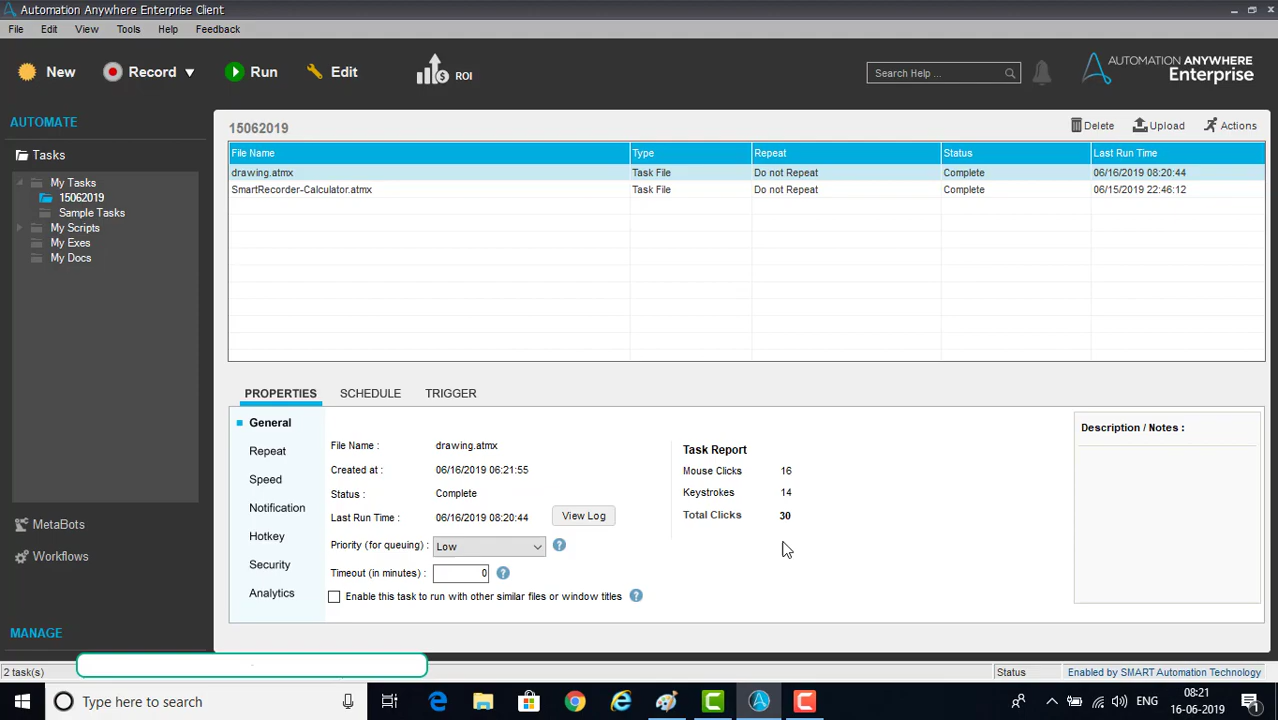 Automation Anywhere Enterprise Client
File Edit View Tools Help Feedback
New Record Run Edit ROI Search Help ... AUTOMATION ANYWHERE
Enterprise
AUTOMATE
Tasks
My Tasks
15062019
Sample Tasks
My Scripts
My Exes
My Docs
MetaBots
Workflows
MANAGE
15062019 Delete Upload Actions
File Name Type Repeat Status Last Run Time
drawing.atmx Task File Do not Repeat Complete 06/16/2019 08:20:44
SmartRecorder-Calculator.atmx Task File Do not Repeat Complete 06/15/2019 22:46:12
PROPERTIES SCHEDULE TRIGGER
General
Repeat
Speed
Notification
Hotkey
Security
Analytics
File Name : drawing.atmx
Created at : 06/16/2019 06:21:55
Status : Complete
Last Run Time : 06/16/2019 08:20:44 View Log
Priority (for queuing) : Low ?
Timeout (in minutes) : 0 ?
Enable this task to run with other similar files or window titles ?
Task Report
Mouse Clicks 16
Keystrokes 14
Total Clicks 30
Description / Notes :
2 task(s) Status Enabled by SMART Automation Technology
Type here to search ENG 08:21
16-06-2019 1